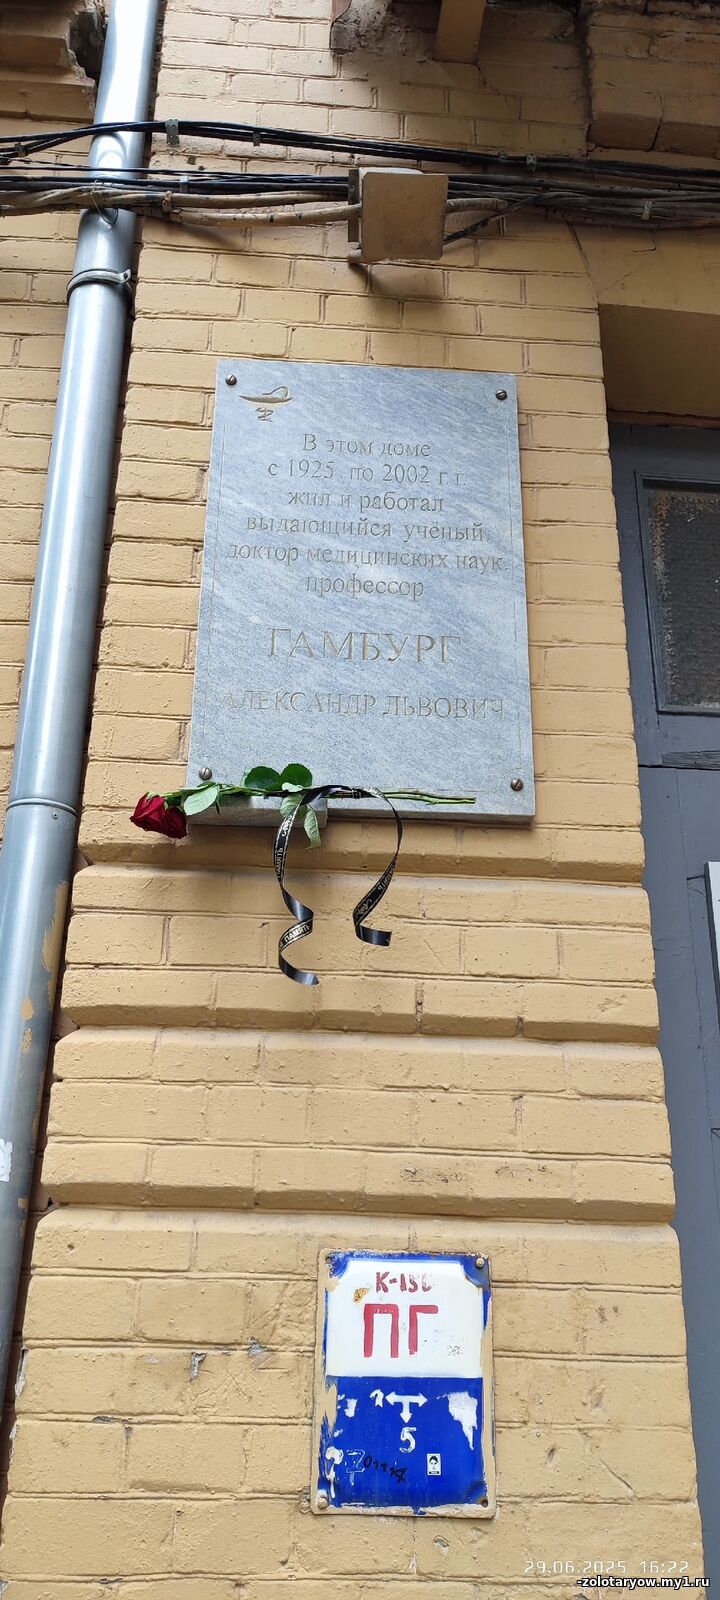 В этом доме
с 1925 по 2002 г.г.
жил и работал
выдающийся учёный,
доктор медицинских наук,
профессор
ГАМБУРГ
АЛЕКСАНДР ЛЬВОВИЧ
ПАМЯТЬ
К-150
ПГ
5
29.06.2025 16:22
-zolotaryow.my1.ru